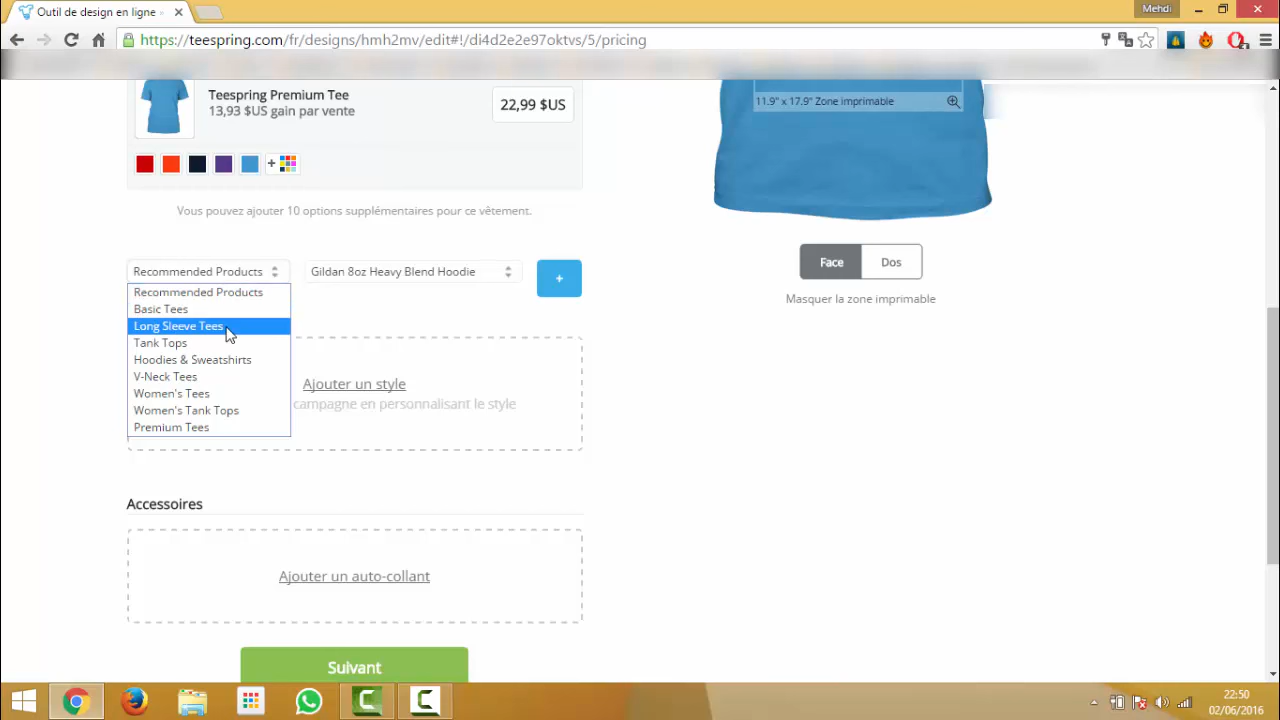 Outil de design en ligne
Mehdi
https://teespring.com/fr/designs/hmh2mv/edit#!/di4d2e2e97oktvs/5/pricing
Teespring Premium Tee
13,93 $US gain par vente
22,99 $US
11.9" x 17.9" Zone imprimable
+
Vous pouvez ajouter 10 options supplémentaires pour ce vêtement.
Recommended Products
Gildan 8oz Heavy Blend Hoodie
+
Face
Dos
Masquer la zone imprimable
Recommended Products
Basic Tees
Long Sleeve Tees
Tank Tops
Hoodies & Sweatshirts
V-Neck Tees
Women's Tees
Women's Tank Tops
Premium Tees
Ajouter un style
campagne en personnalisant le style
Accessoires
Ajouter un auto-collant
Suivant
22:50
02/06/2016